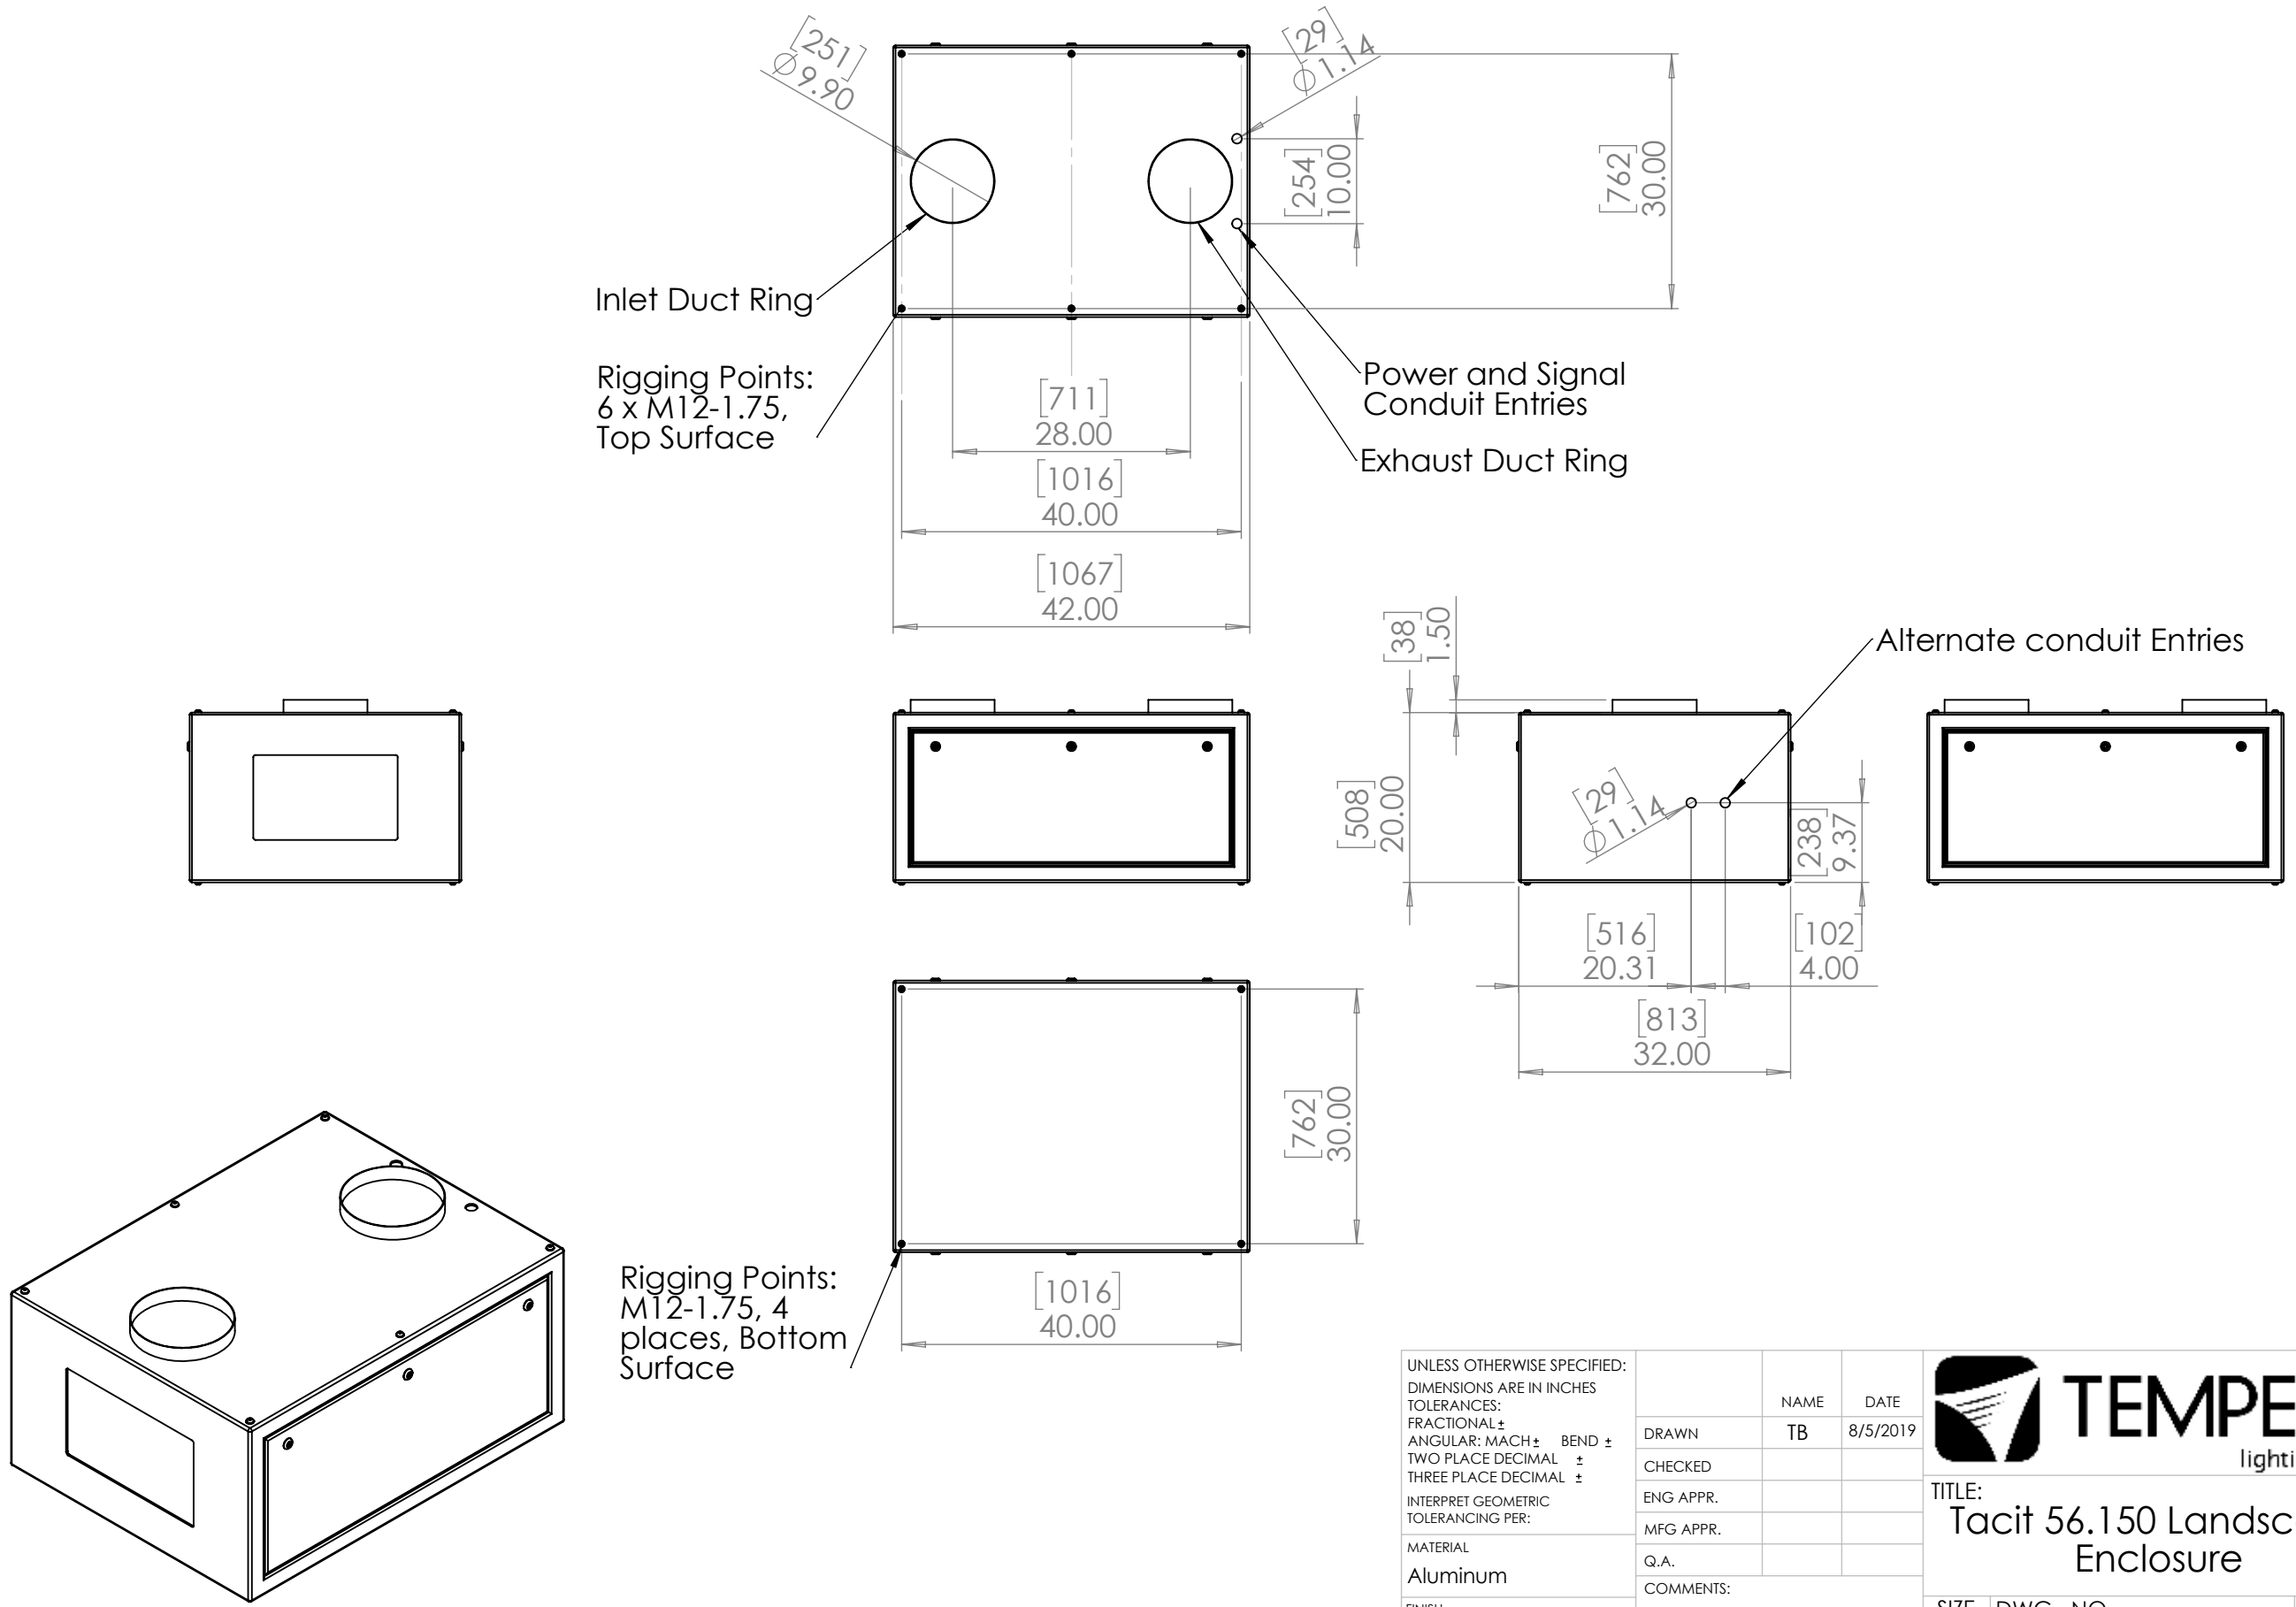 [251]
∅ 9.90
[29]
∅ 1.14
[254]
10.00
[762]
30.00
Inlet Duct Ring
Rigging Points:
6 x M12-1.75,
Top Surface
Power and Signal
Conduit Entries
Exhaust Duct Ring
[711]
28.00
[1016]
40.00
[1067]
42.00
[38]
1.50
Alternate conduit Entries
[508]
20.00
[29]
∅ 1.14
[238]
9.37
[516]
20.31
[102]
4.00
[813]
32.00
[762]
30.00
[1016]
40.00
Rigging Points:
M12-1.75, 4
places, Bottom
Surface
UNLESS OTHERWISE SPECIFIED:
DIMENSIONS ARE IN INCHES
TOLERANCES:
FRACTIONAL ±
ANGULAR: MACH ± BEND ±
TWO PLACE DECIMAL ±
THREE PLACE DECIMAL ±
INTERPRET GEOMETRIC
TOLERANCING PER:
MATERIAL
Aluminum
NAME DATE
DRAWN TB 8/5/2019
CHECKED
ENG APPR.
MFG APPR.
Q.A.
COMMENTS:
TEMPE
lighti
TITLE:
Tacit 56.150 Landsc
Enclosure